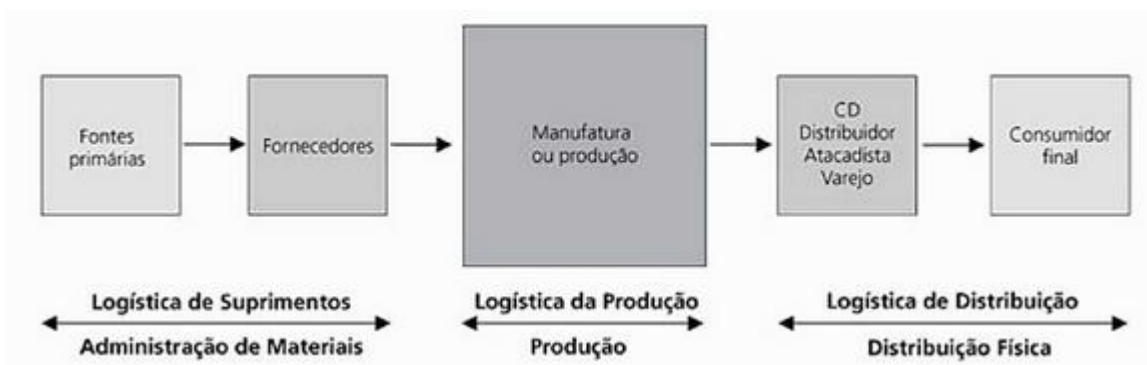 Fontes
primárias
Fornecedores
Manufatura
ou produção
CD
Distribuidor
Atacadista
Varejo
Consumidor
final
Logística de Suprimentos
Administração de Materiais
Logística da Produção
Produção
Logística de Distribuição
Distribuição Física